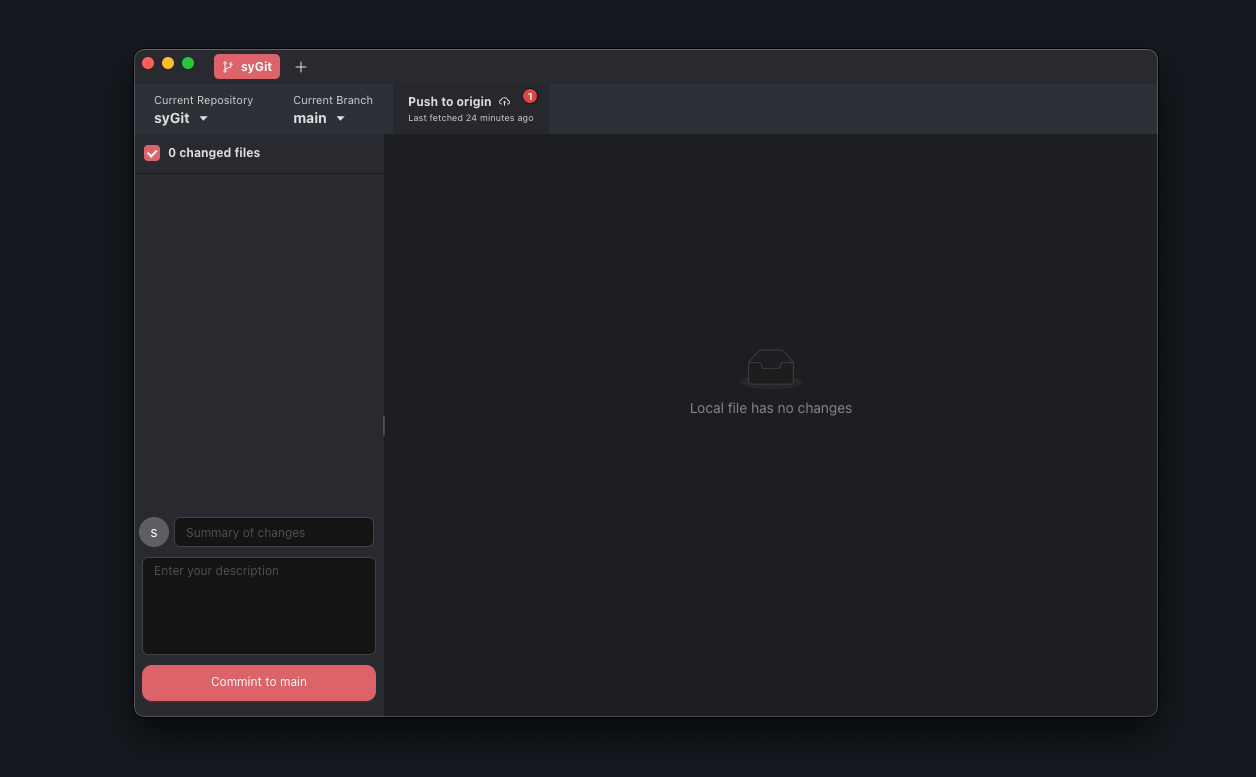 syGit
Current Repository
syGit
Current Branch
main
Push to origin
1
Last fetched 24 minutes ago
0 changed files
Local file has no changes
S
Summary of changes
Enter your description
Commint to main